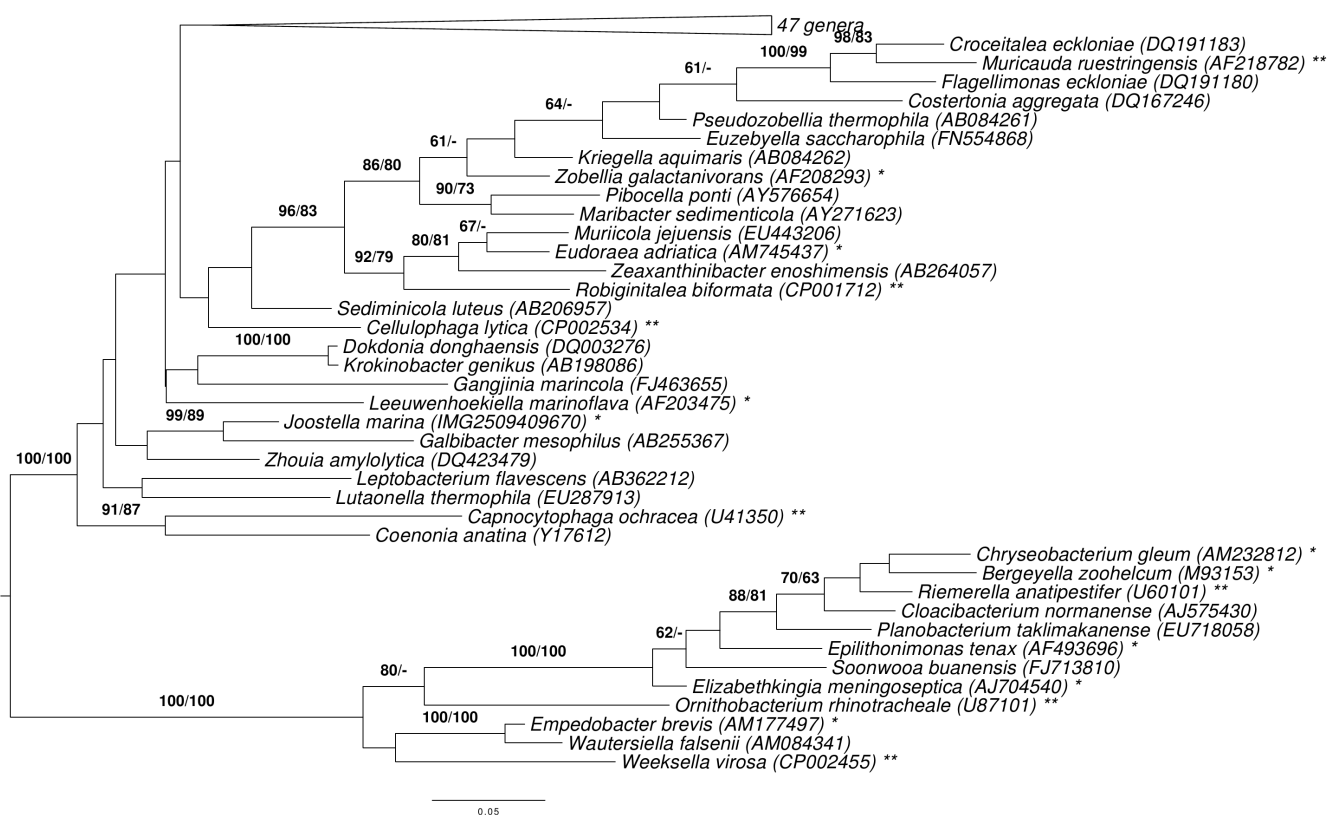 47 genera
98/83
Croceitalea eckloniae (DQ191183)
100/99
Muricauda ruestringensis (AF218782) **
61/-
Flagellimonas eckloniae (DQ191180)
Costertonia aggregata (DQ167246)
64/-
Pseudozobellia thermophila (AB084261)
Euzebyella saccharophila (FN554868)
61/-
Kriegella aquimaris (AB084262)
86/80
Zobellia galactanivorans (AF208293) *
90/73
Pibocella ponti (AY576654)
96/83
Maribacter sedimenticola (AY271623)
67/-
Muriicola jejuensis (EU443206)
80/81
Eudoraea adriatica (AM745437) *
92/79
Zeaxanthinibacter enoshimensis (AB264057)
Robiginitalea biformata (CP001712) **
Sediminicola luteus (AB206957)
Cellulophaga lytica (CP002534) **
100/100
Dokdonia donghaensis (DQ003276)
Krokinobacter genikus (AB198086)
Gangjinia marincola (FJ463655)
Leeuwenhoekiella marinoflava (AF203475) *
99/89
Joostella marina (IMG2509409670) *
Galbibacter mesophilus (AB255367)
100/100
Zhouia amylolytica (DQ423479)
Leptobacterium flavescens (AB362212)
Lutaonella thermophila (EU287913)
91/87
Capnocytophaga ochracea (U41350) **
Coenonia anatina (Y17612)
Chryseobacterium gleum (AM232812) *
70/63
Bergeyella zoohelcum (M93153) *
Riemerella anatipestifer (U60101) **
88/81
Cloacibacterium normanense (AJ575430)
Planobacterium taklimakanense (EU718058)
62/-
Epilithonimonas tenax (AF493696) *
100/100
Soonwooa buanensis (FJ713810)
80/-
Elizabethkingia meningoseptica (AJ704540) *
100/100
Ornithobacterium rhinotracheale (U87101) **
100/100
Empedobacter brevis (AM177497) *
Wautersiella falsenii (AM084341)
Weeksella virosa (CP002455) **
0.05